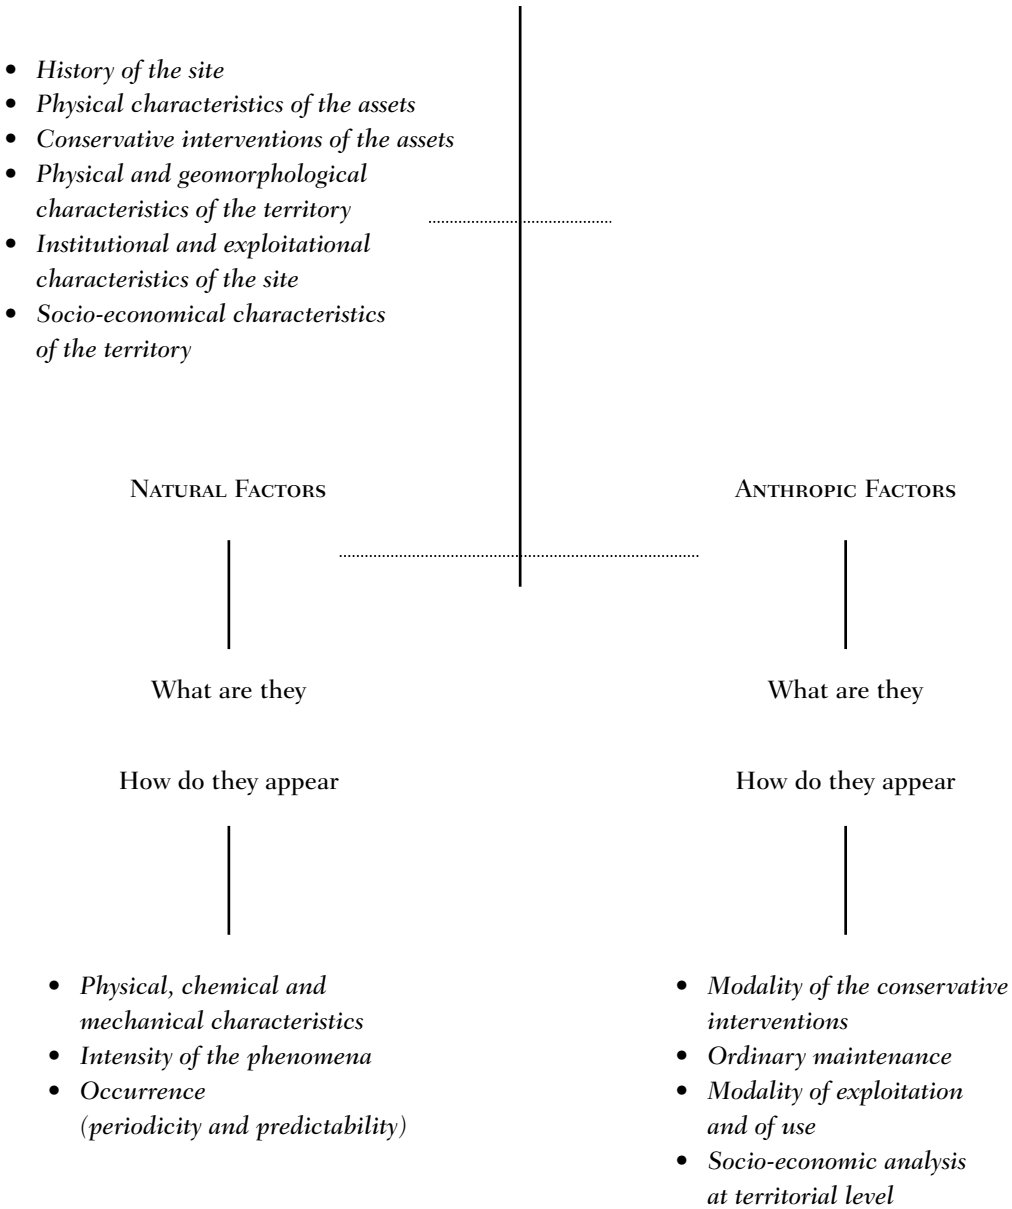 • History of the site
• Physical characteristics of the assets
• Conservative interventions of the assets
• Physical and geomorphological
characteristics of the territory
• Institutional and exploitational
characteristics of the site
• Socio-economical characteristics
of the territory
Natural Factors
What are they
How do they appear
• Physical, chemical and
mechanical characteristics
• Intensity of the phenomena
• Occurrence
(periodicity and predictability)
Anthropic Factors
What are they
How do they appear
• Modality of the conservative
interventions
• Ordinary maintenance
• Modality of exploitation
and of use
• Socio-economic analysis
at territorial level